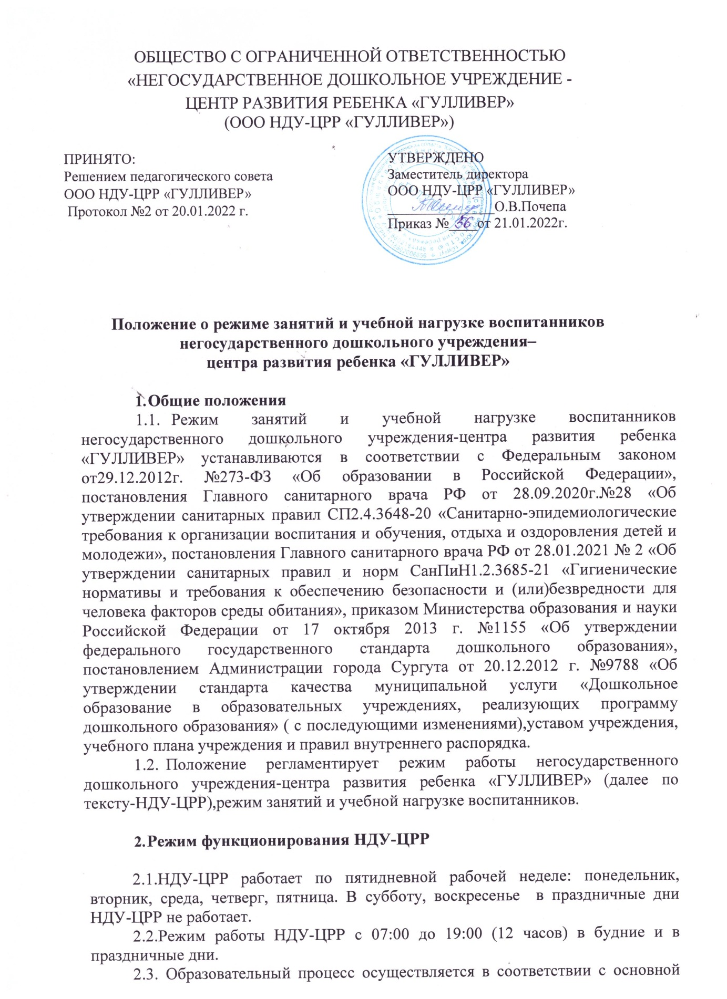 ОБЩЕСТВО С ОГРАНИЧЕННОЙ ОТВЕТСТВЕННОСТЬЮ
«НЕГОСУДАРСТВЕННОЕ ДОШКОЛЬНОЕ УЧРЕЖДЕНИЕ -
ЦЕНТР РАЗВИТИЯ РЕБЕНКА «ГУЛЛИВЕР»
(ООО НДУ-ЦРР «ГУЛЛИВЕР»)
ПРИНЯТО:
Решением педагогического совета
ООО НДУ-ЦРР «ГУЛЛИВЕР»
Протокол №2 от 20.01.2022 г.
УТВЕРЖДЕНО
Заместитель директора
ООО НДУ-ЦРР «ГУЛЛИВЕР»
О.В.Почепа
Приказ № 56 от 21.01.2022г.
Положение о режиме занятий и учебной нагрузке воспитанников
негосударственного дошкольного учреждения–
центра развития ребенка «ГУЛЛИВЕР»
1. Общие положения
1.1. Режим занятий и учебной нагрузке воспитанников
негосударственного дошкольного учреждения-центра развития ребенка
«ГУЛЛИВЕР» устанавливаются в соответствии с Федеральным законом
от29.12.2012г. №273-ФЗ «Об образовании в Российской Федерации»,
постановления Главного санитарного врача РФ от 28.09.2020г.№28 «Об
утверждении санитарных правил СП2.4.3648-20 «Санитарно-эпидемиологические
требования к организации воспитания и обучения, отдыха и оздоровления детей и
молодежи», постановления Главного санитарного врача РФ от 28.01.2021 № 2 «Об
утверждении санитарных правил и норм СанПиН1.2.3685-21 «Гигиенические
нормативы и требования к обеспечению безопасности и (или)безвредности для
человека факторов среды обитания», приказом Министерства образования и науки
Российской Федерации от 17 октября 2013 г. №1155 «Об утверждении
федерального государственного стандарта дошкольного образования»,
постановлением Администрации города Сургута от 20.12.2012 г. №9788 «Об
утверждении стандарта качества муниципальной услуги «Дошкольное
образование в образовательных учреждениях, реализующих программу
дошкольного образования» ( с последующими изменениями),уставом учреждения,
учебного плана учреждения и правил внутреннего распорядка.
1.2. Положение регламентирует режим работы негосударственного
дошкольного учреждения-центра развития ребенка «ГУЛЛИВЕР» (далее по
тексту-НДУ-ЦРР),режим занятий и учебной нагрузке воспитанников.
2. Режим функционирования НДУ-ЦРР
2.1.НДУ-ЦРР работает по пятидневной рабочей неделе: понедельник,
вторник, среда, четверг, пятница. В субботу, воскресенье в праздничные дни
НДУ-ЦРР не работает.
2.2.Режим работы НДУ-ЦРР с 07:00 до 19:00 (12 часов) в будние и в
праздничные дни.
2.3. Образовательный процесс осуществляется в соответствии с основной